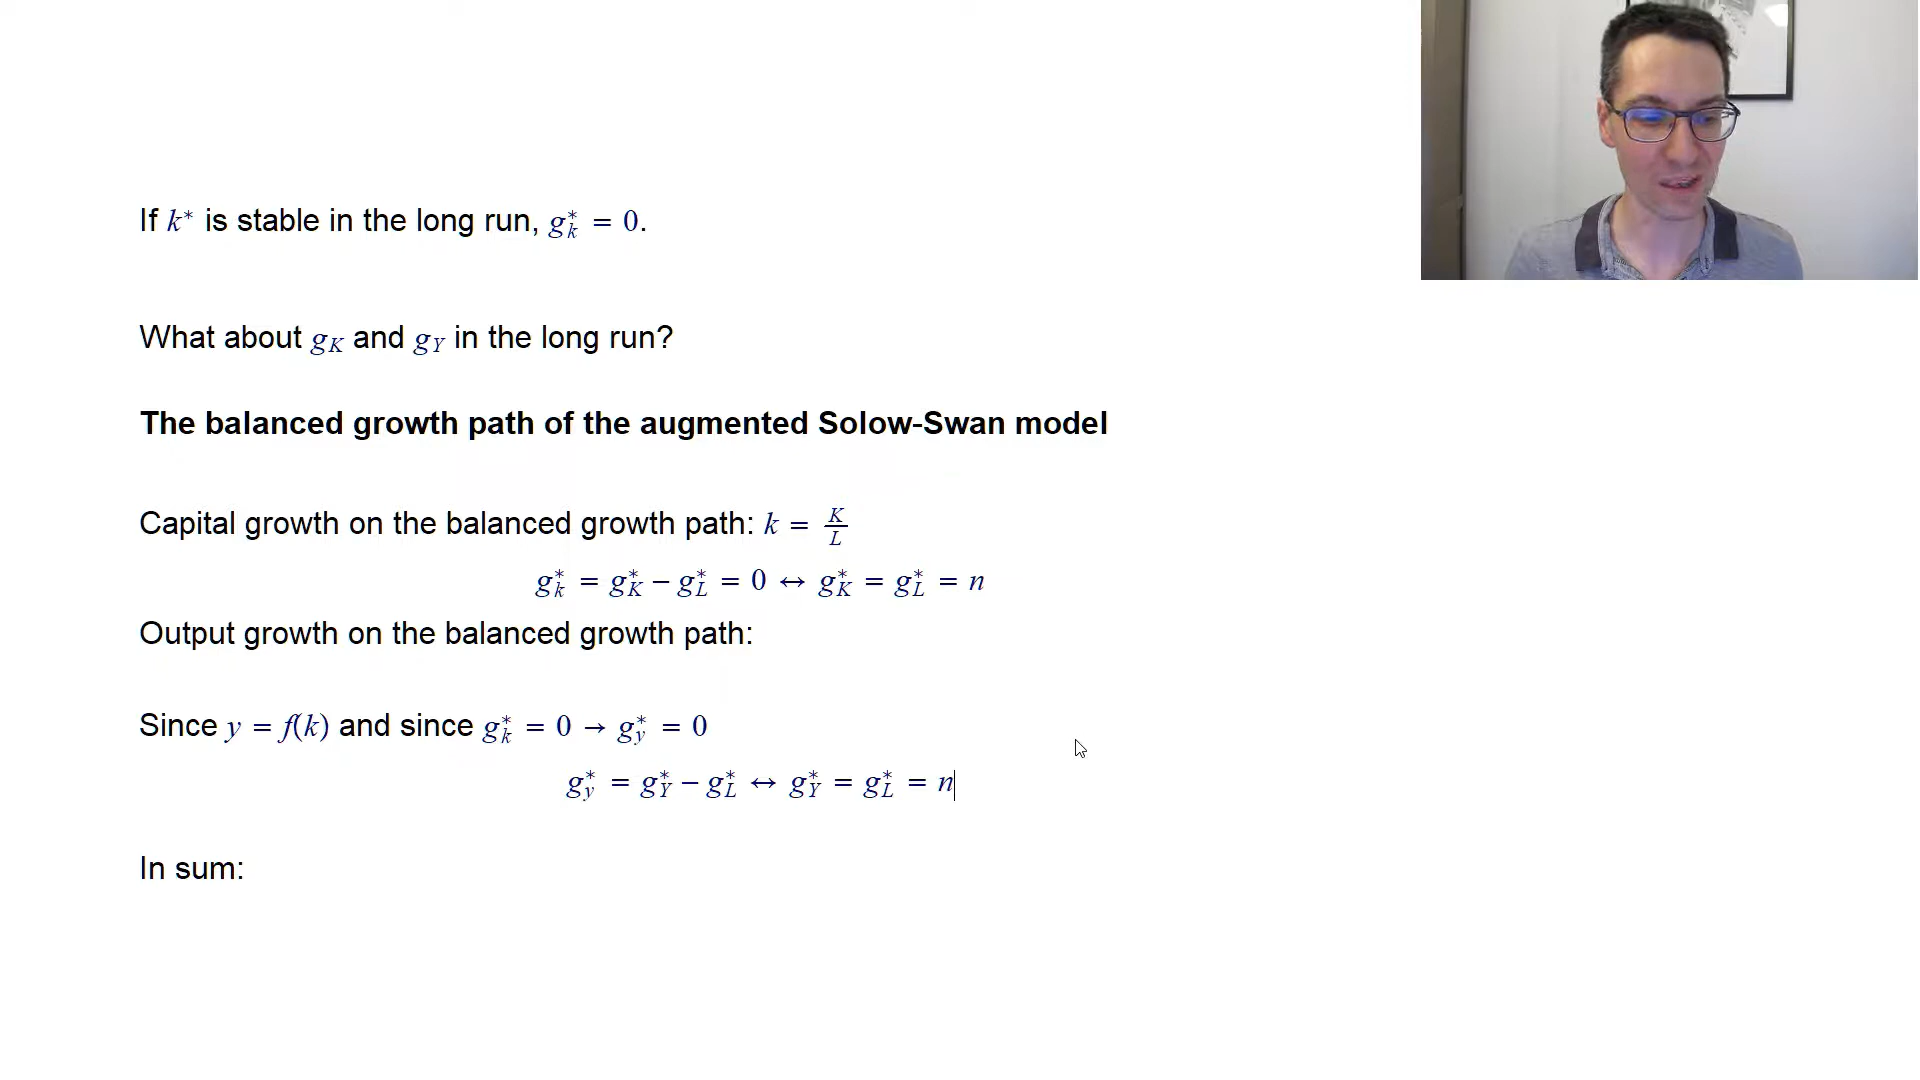 If k* is stable in the long run, g*ₖ = 0.
What about g_K and g_Y in the long run?
The balanced growth path of the augmented Solow-Swan model
Capital growth on the balanced growth path: k = K/L
g*_k = g*_K − g*_L = 0 ↔ g*_K = g*_L = n
Output growth on the balanced growth path:
Since y = f(k) and since g*_k = 0 → g*_y = 0
g*_y = g*_Y − g*_L ↔ g*_Y = g*_L = n
In sum: